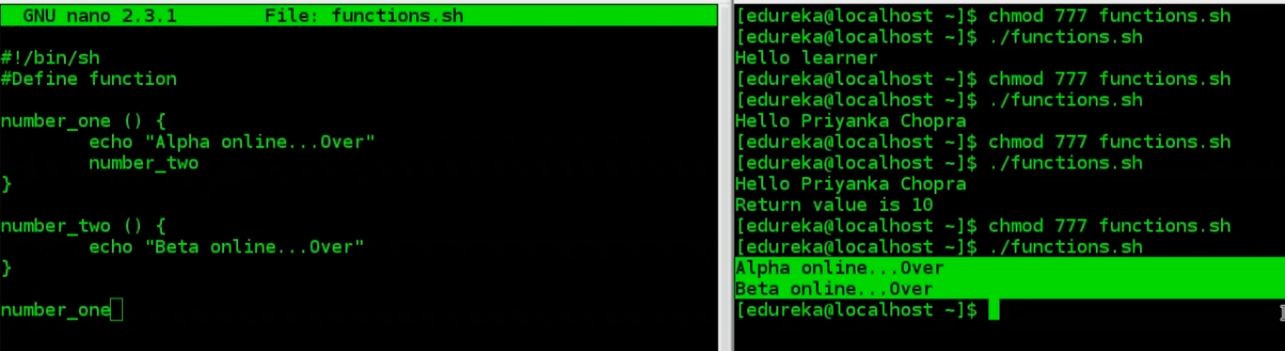 GNU nano 2.3.1 File: functions.sh
#!/bin/sh
#Define function
number_one () {
echo "Alpha online...Over"
number_two
}
number_two () {
echo "Beta online...Over"
}
number_one
[edureka@localhost ~]$ chmod 777 functions.sh
[edureka@localhost ~]$ ./functions.sh
Hello learner
[edureka@localhost ~]$ chmod 777 functions.sh
[edureka@localhost ~]$ ./functions.sh
Hello Priyanka Chopra
[edureka@localhost ~]$ chmod 777 functions.sh
[edureka@localhost ~]$ ./functions.sh
Hello Priyanka Chopra
Return value is 10
[edureka@localhost ~]$ chmod 777 functions.sh
[edureka@localhost ~]$ ./functions.sh
Alpha online...Over
Beta online...Over
[edureka@localhost ~]$